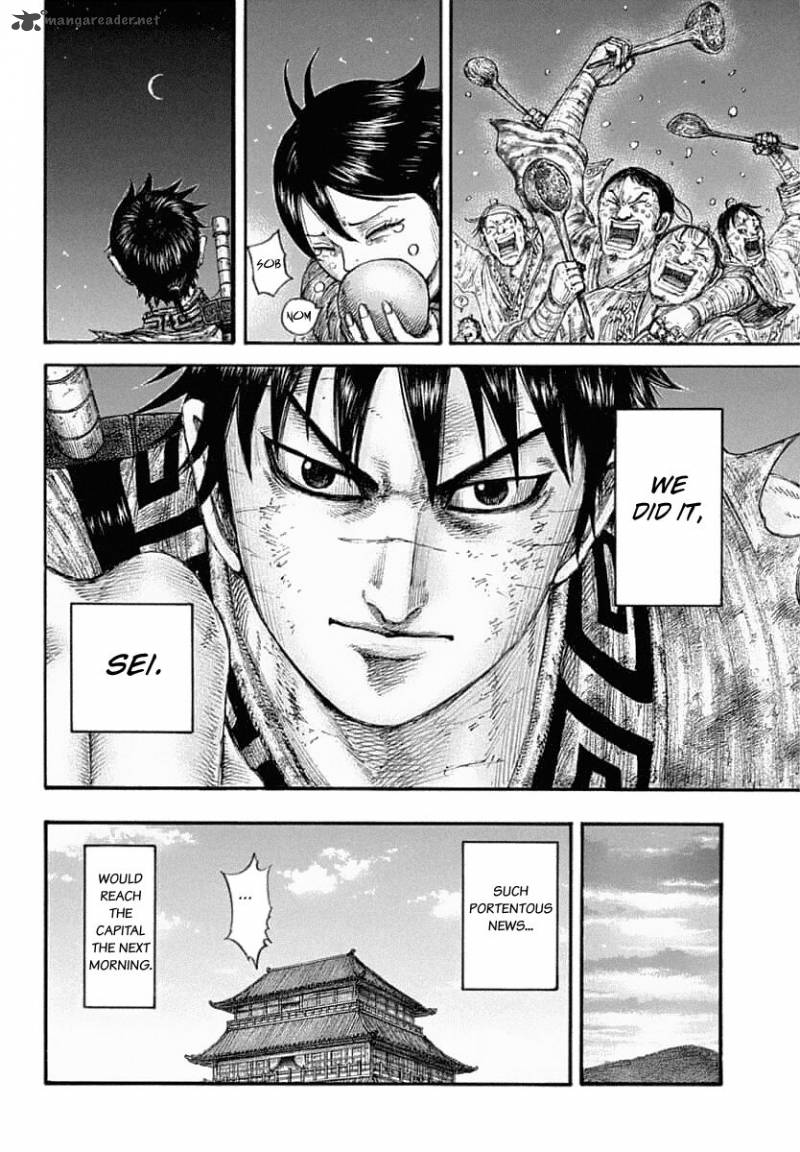 mangareader.net
SOB
NOM
?
WE
DID IT,
SEI.
SUCH
PORTENTOUS
NEWS...
...
WOULD
REACH
THE
CAPITAL
THE NEXT
MORNING.